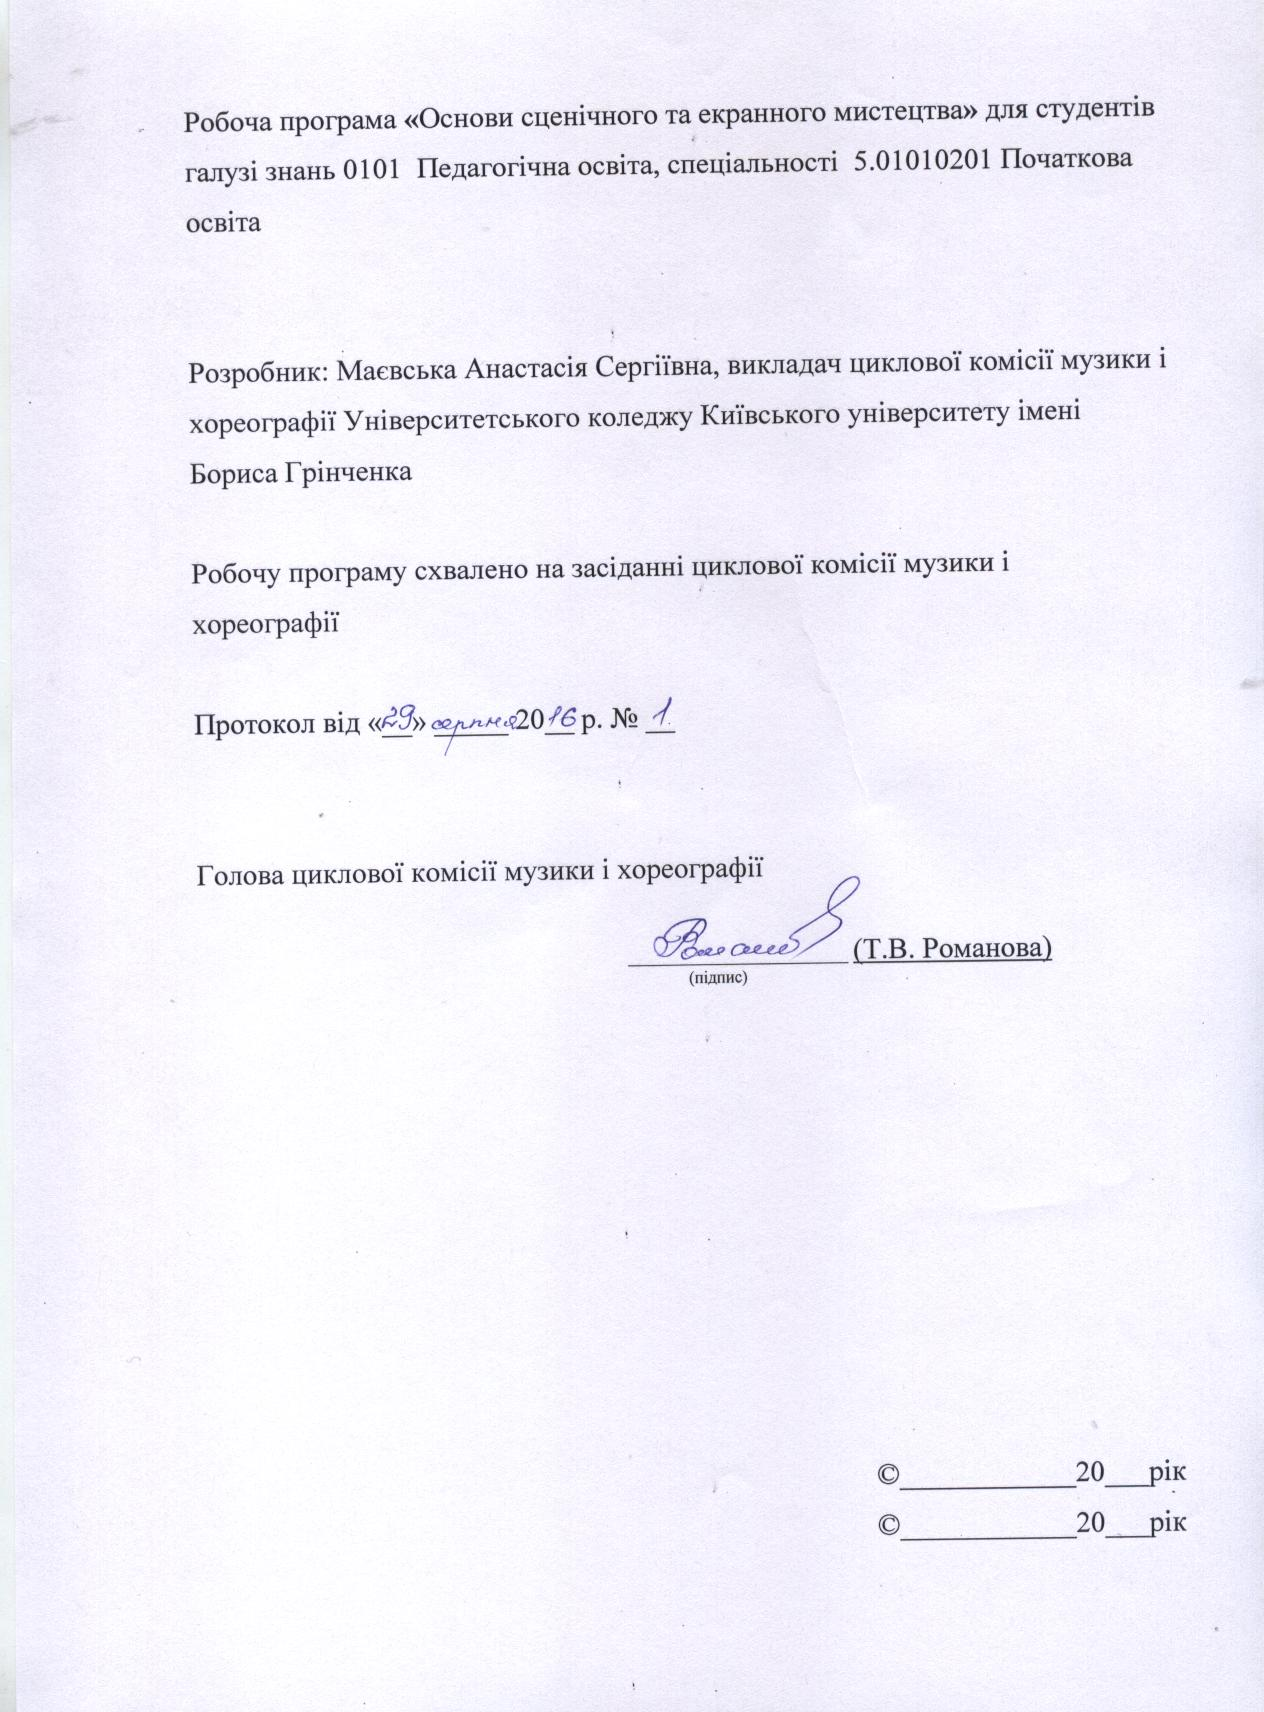 Робоча програма «Основи сценічного та екранного мистецтва» для студентів
галузі знань 0101 Педагогічна освіта, спеціальності 5.01010201 Початкова
освіта
Розробник: Маєвська Анастасія Сергіївна, викладач циклової комісії музики і
хореографії Університетського коледжу Київського університету імені
Бориса Грінченка
Робочу програму схвалено на засіданні циклової комісії музики і
хореографії
Протокол від «29» серпня 2016 р. № 1.
Голова циклової комісії музики і хореографії
(Т.В. Романова)
(підпис)
©____________20___рік
©____________20___рік